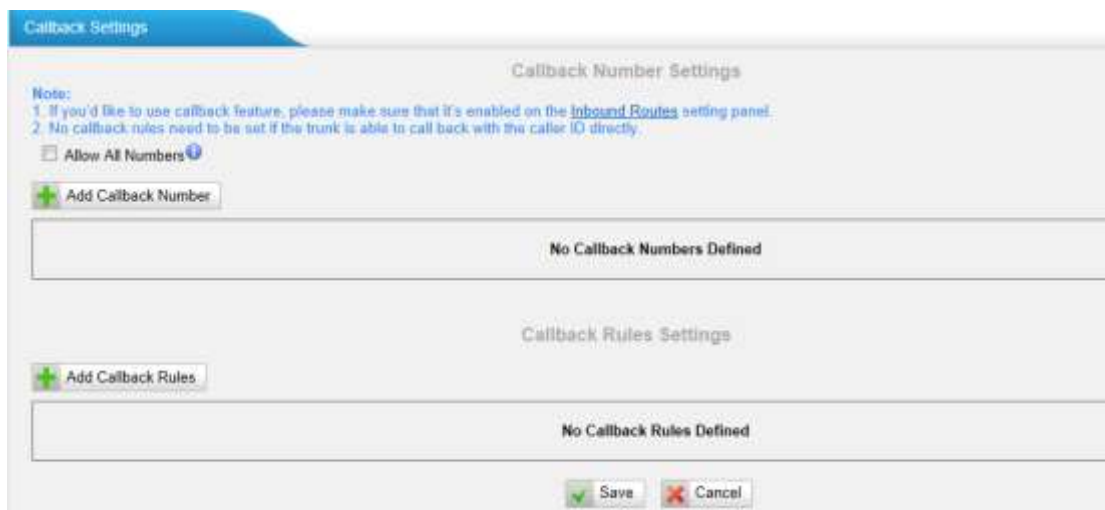 Callback Settings
Callback Number Settings
Note:
1. If you'd like to use callback feature, please make sure that it's enabled on the Inbound Routes setting panel.
2. No callback rules need to be set if the trunk is able to call back with the caller ID directly.
Allow All Numbers
Add Callback Number
No Callback Numbers Defined
Callback Rules Settings
Add Callback Rules
No Callback Rules Defined
Save Cancel